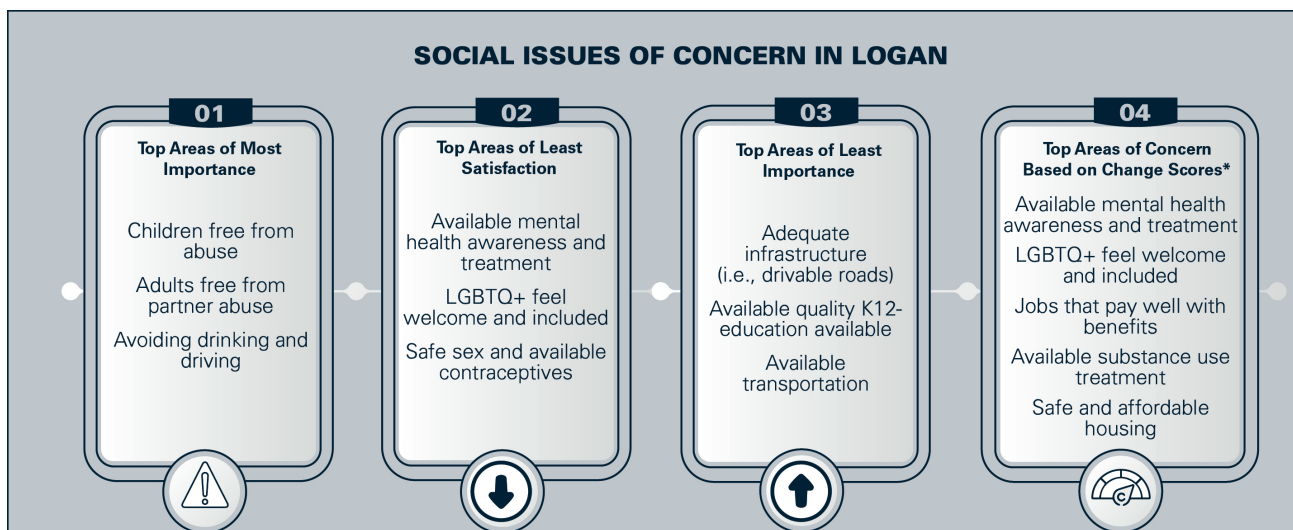 SOCIAL ISSUES OF CONCERN IN LOGAN
01
Top Areas of Most
Importance
Children free from
abuse
Adults free from
partner abuse
Avoiding drinking and
driving
02
Top Areas of Least
Satisfaction
Available mental
health awareness and
treatment
LGBTQ+ feel
welcome and included
Safe sex and available
contraceptives
03
Top Areas of Least
Importance
Adequate
infrastructure
(i.e., drivable roads)
Available quality K12-
education available
Available
transportation
04
Top Areas of Concern
Based on Change Scores*
Available mental health
awareness and treatment
LGBTQ+ feel welcome
and included
Jobs that pay well with
benefits
Available substance use
treatment
Safe and affordable
housing
C